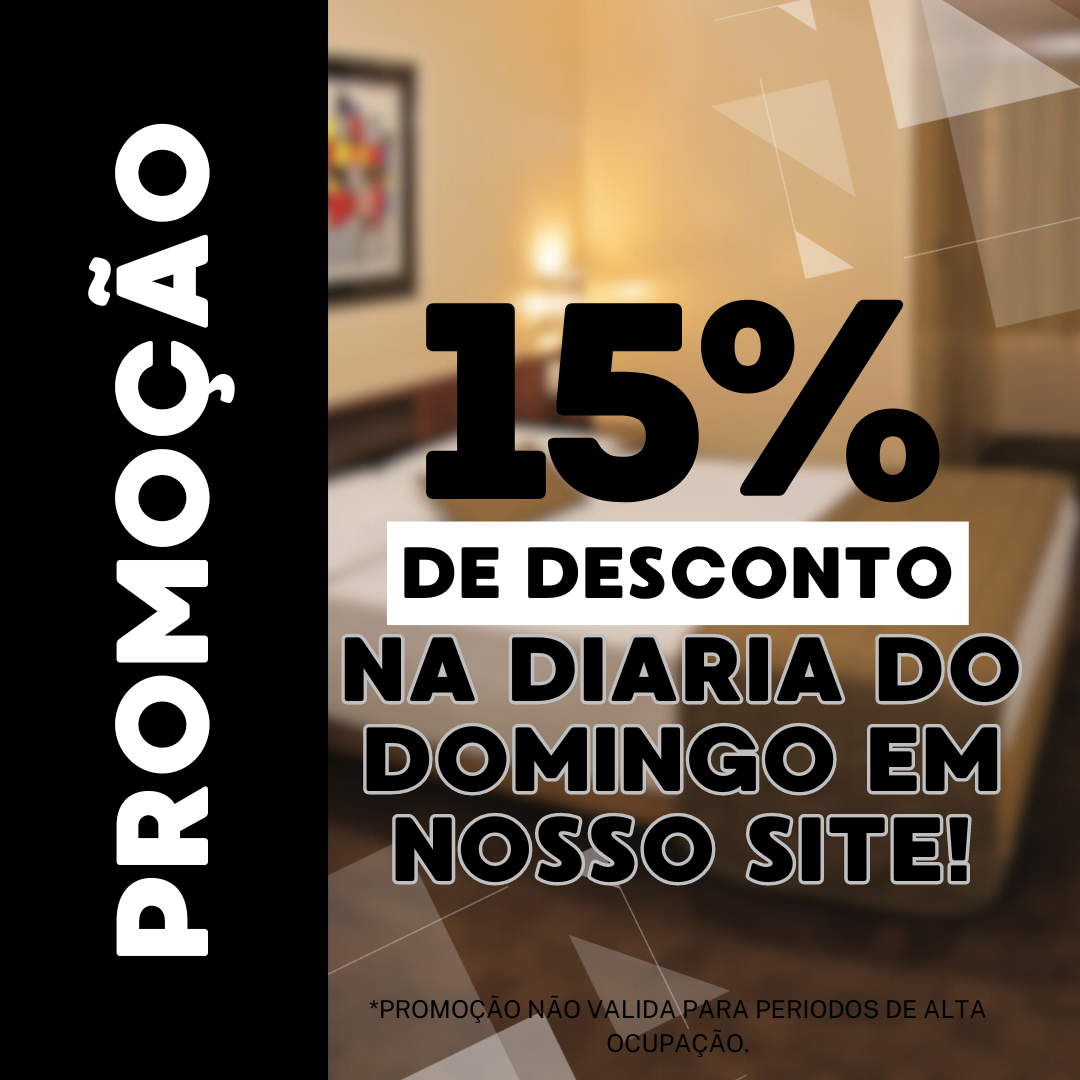 PROMOÇÃO
15%
DE DESCONTO
NA DIARIA DO
DOMINGO EM
NOSSO SITE!
*PROMOÇÃO NÃO VALIDA PARA PERIODOS DE ALTA
OCUPAÇÃO.